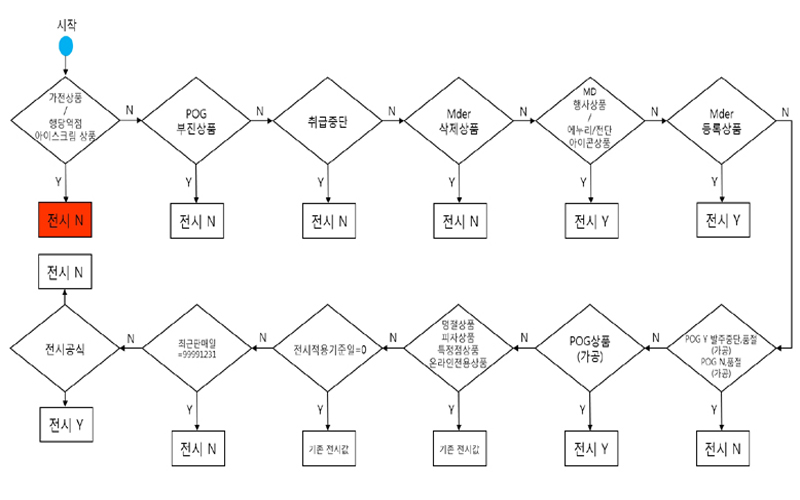 시작
가전상품
/
행당역점
아이스크림 상품
N
POG
부진상품
N
취급중단
N
Mder
삭제상품
N
MD
행사상품
/
에누리/전단
아이콘상품
N
Mder
등록상품
N
Y
Y
Y
Y
Y
Y
전시 N
전시 N
전시 N
전시 N
전시 Y
전시 Y
전시 N
전시공식
N
최근판매일
=99991231
N
전시적용기준일=0
N
명절상품
피자상품
특정점상품
온라인전용상품
N
POG상품
(가공)
N
POG Y 발주중단,품절
(가공)
POG N,품절
(가공)
Y
Y
Y
Y
Y
전시 Y
전시 N
기존 전시값
기존 전시값
전시 Y
전시 N